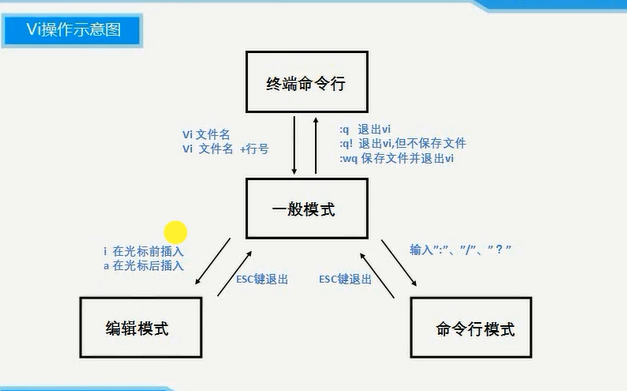 Vi操作示意图
终端命令行
Vi 文件名
Vi 文件名 +行号
:q 退出vi
:q! 退出vi,但不保存文件
:wq 保存文件并退出vi
一般模式
i 在光标前插入
a 在光标后插入
ESC键退出
ESC键退出
输入":"、"/"、"？"
编辑模式
命令行模式